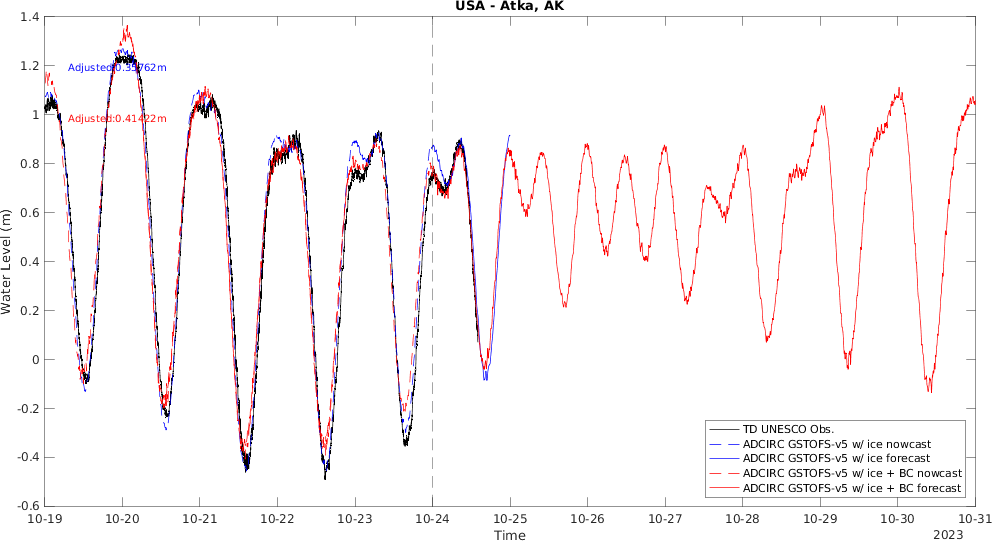 USA - Atka, AK
1.4
1.2
1
0.8
0.6
0.4
0.2
0
-0.2
-0.4
-0.6
Water Level (m)
Adjusted:0.35762m
Adjusted:0.41422m
TD UNESCO Obs.
ADCIRC GSTOFS-v5 w/ ice nowcast
ADCIRC GSTOFS-v5 w/ ice forecast
ADCIRC GSTOFS-v5 w/ ice + BC nowcast
ADCIRC GSTOFS-v5 w/ ice + BC forecast
10-19 10-20 10-21 10-22 10-23 10-24 10-25 10-26 10-27 10-28 10-29 10-30 10-31
Time
2023